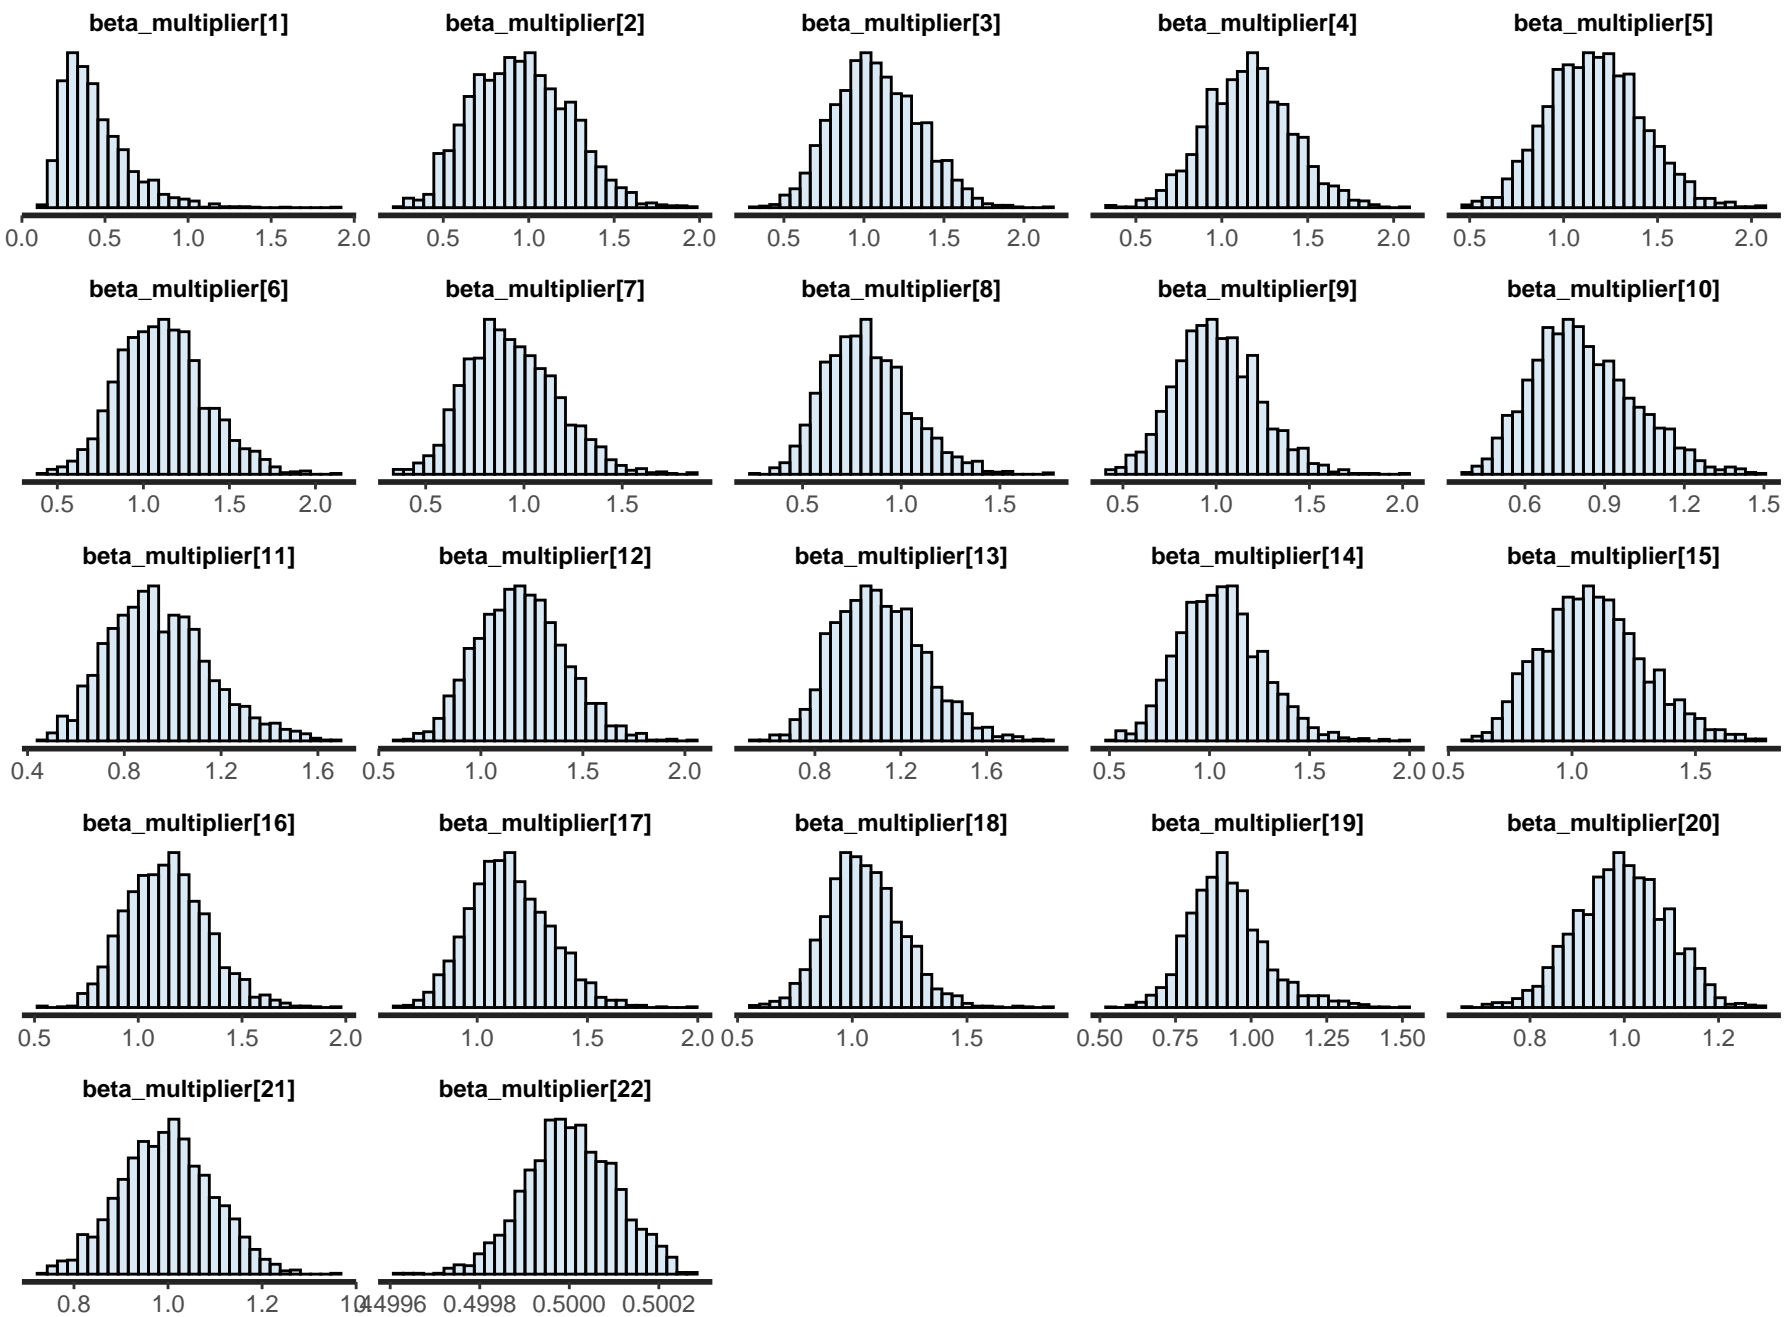 beta_multiplier[1] beta_multiplier[2] beta_multiplier[3] beta_multiplier[4] beta_multiplier[5]
0.0 0.5 1.0 1.5 2.0 0.5 1.0 1.5 2.0 0.5 1.0 1.5 2.0 0.5 1.0 1.5 2.0 0.5 1.0 1.5 2.0
beta_multiplier[6] beta_multiplier[7] beta_multiplier[8] beta_multiplier[9] beta_multiplier[10]
0.5 1.0 1.5 2.0 0.5 1.0 1.5 0.5 1.0 1.5 0.5 1.0 1.5 2.0 0.6 0.9 1.2 1.5
beta_multiplier[11] beta_multiplier[12] beta_multiplier[13] beta_multiplier[14] beta_multiplier[15]
0.4 0.8 1.2 1.6 0.5 1.0 1.5 2.0 0.8 1.2 1.6 0.5 1.0 1.5 2.0 0.5 1.0 1.5
beta_multiplier[16] beta_multiplier[17] beta_multiplier[18] beta_multiplier[19] beta_multiplier[20]
0.5 1.0 1.5 2.0 1.0 1.5 2.0 0.5 1.0 1.5 0.50 0.75 1.00 1.25 1.50 0.8 1.0 1.2
beta_multiplier[21] beta_multiplier[22]
0.8 1.0 1.2 0.4998 0.5000 0.5002